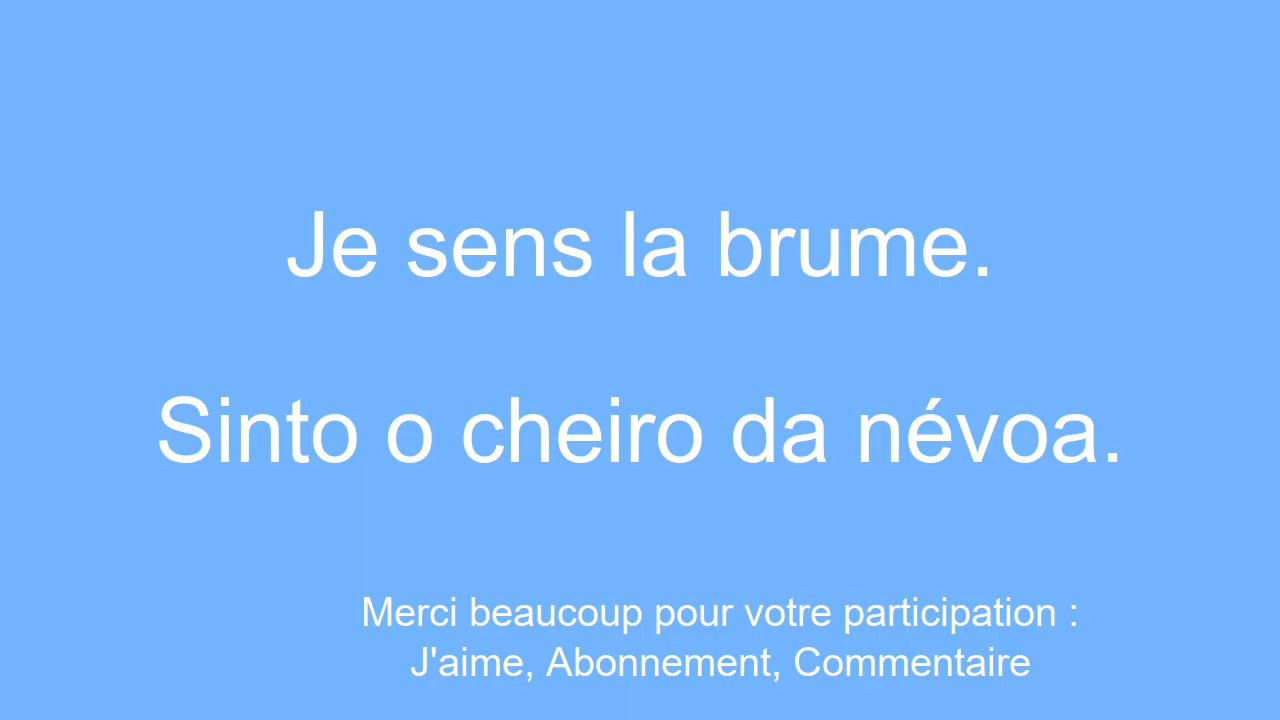 Je sens la brume.
Sinto o cheiro da névoa.
Merci beaucoup pour votre participation :
J'aime, Abonnement, Commentaire